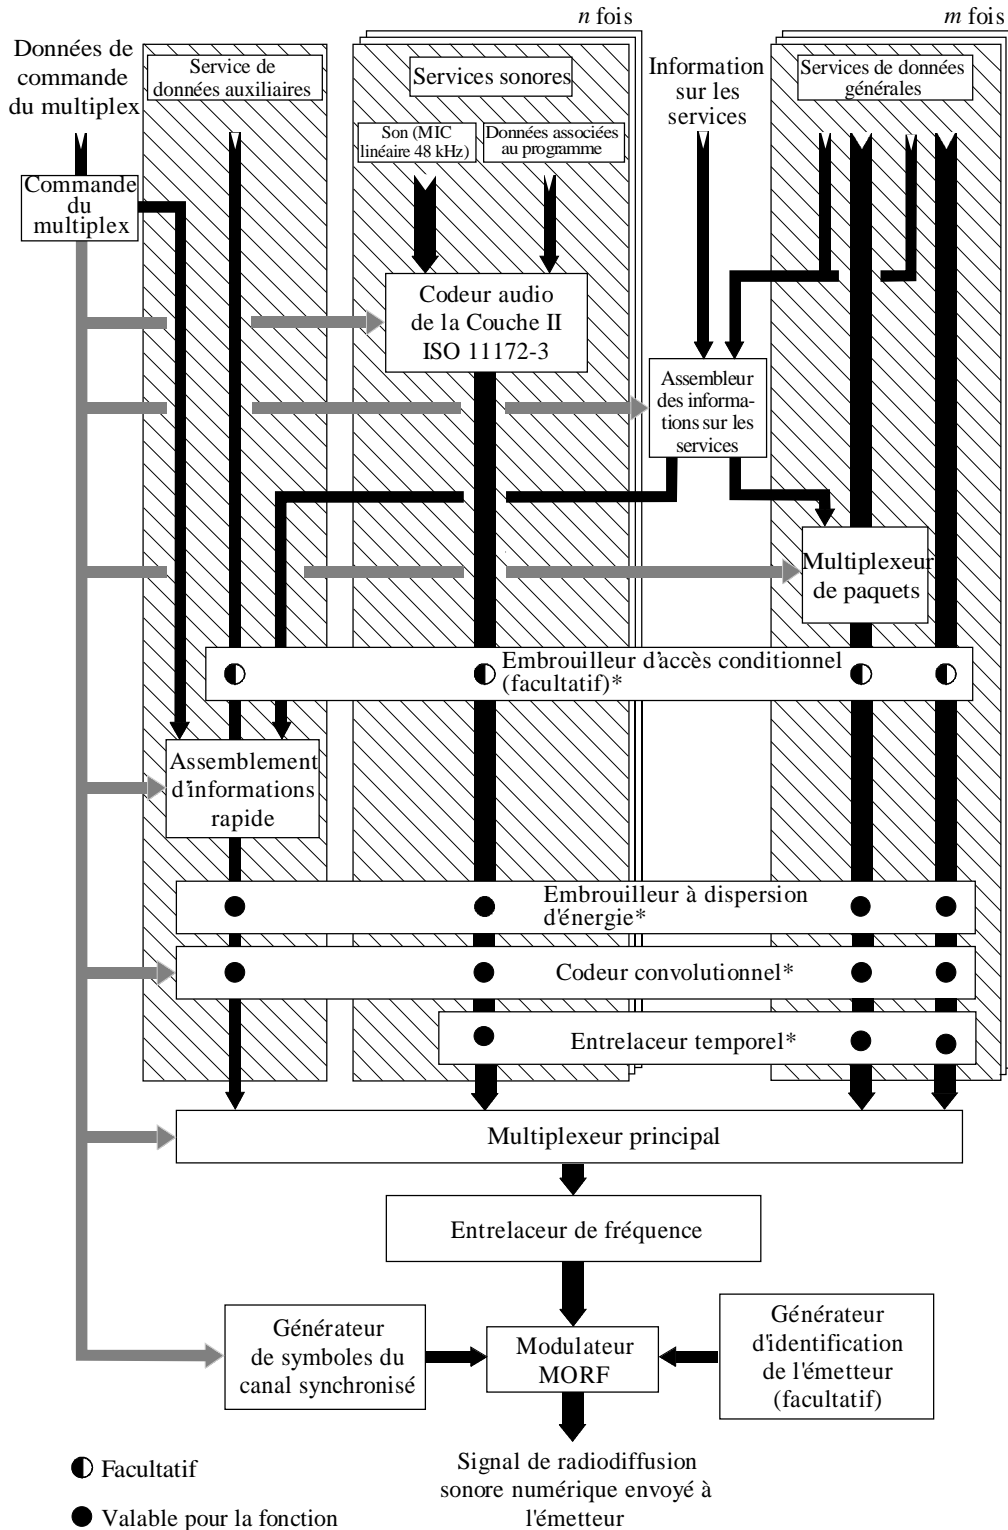 n fois
m fois
Données de
commande
du multiplex
Service de
données auxiliaires
Services sonores
Information
sur les
services
Services de données
générales
Son (MIC
linéaire 48 kHz)
Données associées
au programme
Commande
du
multiplex
Codeur audio
de la Couche II
ISO 11172-3
Assembleur
des informa-
tions sur les
services
Multiplexeur
de paquets
Embrouilleur d'accès conditionnel
(facultatif)*
Assemblement
d'informations
rapide
Embrouilleur à dispersion
d'énergie*
Codeur convolutionnel*
Entrelaceur temporel*
Multiplexeur principal
Entrelaceur de fréquence
Générateur
de symboles du
canal synchronisé
Modulateur
MORF
Générateur
d'identification
de l'émetteur
(facultatif)
Facultatif
Valable pour la fonction
Signal de radiodiffusion
sonore numérique envoyé à
l'émetteur